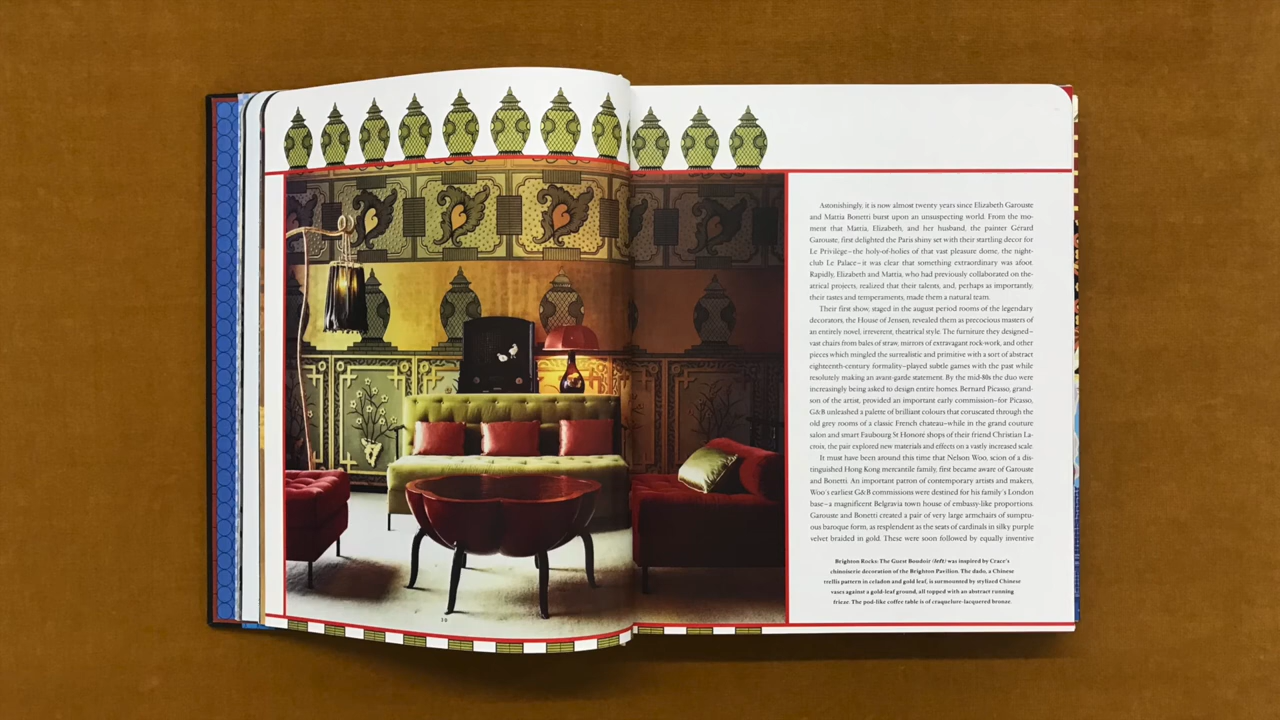 Astonishingly, it is now almost twenty years since Elizabeth Garouste
and Mattia Bonetti burst upon an unsuspecting world. From the mo-
ment that Mattia, Elizabeth, and her husband, the painter Gérard
Garouste, first delighted the Paris shiny set with their startling decor for
Le Privilège–the holy-of-holies of that vast pleasure dome, the night-
club Le Palace–it was clear that something extraordinary was afoot.
Rapidly, Elizabeth and Mattia, who had previously collaborated on the-
atrical projects, realized that their talents, and, perhaps as importantly,
their tastes and temperaments, made them a natural team.
Their first show, staged in the august period rooms of the legendary
decorators, the House of Jensen, revealed them as precocious masters of
an entirely novel, irreverent, theatrical style. The furniture they designed–
vast chairs from bales of straw, mirrors of extravagant rock-work, and other
pieces which mingled the surrealistic and primitive with a sort of abstract
eighteenth-century formality–played subtle games with the past while
resolutely making an avant-garde statement. By the mid-80s the duo were
increasingly being asked to design entire homes. Bernard Picasso, grand-
son of the artist, provided an important early commission–for Picasso,
G&B unleashed a palette of brilliant colours that coruscated through the
old grey rooms of a classic French chateau–while in the grand couture
salon and smart Faubourg St Honoré shops of their friend Christian La-
croix, the pair explored new materials and effects on a vastly increased scale.
It must have been around this time that Nelson Woo, scion of a dis-
tinguished Hong Kong mercantile family, first became aware of Garouste
and Bonetti. An important patron of contemporary artists and makers,
Woo's earliest G&B commissions were destined for his family's London
base–a magnificent Belgravia town house of embassy-like proportions.
Garouste and Bonetti created a pair of very large armchairs of sumptu-
ous baroque form, as resplendent as the seats of cardinals in silky purple
velvet braided in gold. These were soon followed by equally inventive
Brighton Rocks: The Guest Boudoir (left) was inspired by Crace's
chinoiserie decoration of the Brighton Pavilion. The dado, a Chinese
trellis pattern in celadon and gold leaf, is surmounted by stylized Chinese
vases against a gold-leaf ground, all topped with an abstract running
frieze. The pod-like coffee table is of craquelure-lacquered bronze.